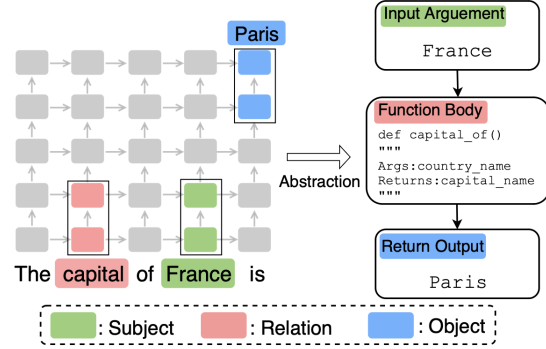 Paris
The capital of France is
Abstraction
Input Arguement
France
Function Body
def capital_of()
"""
Args:country_name
Returns:capital_name
"""
Return Output
Paris
: Subject : Relation : Object